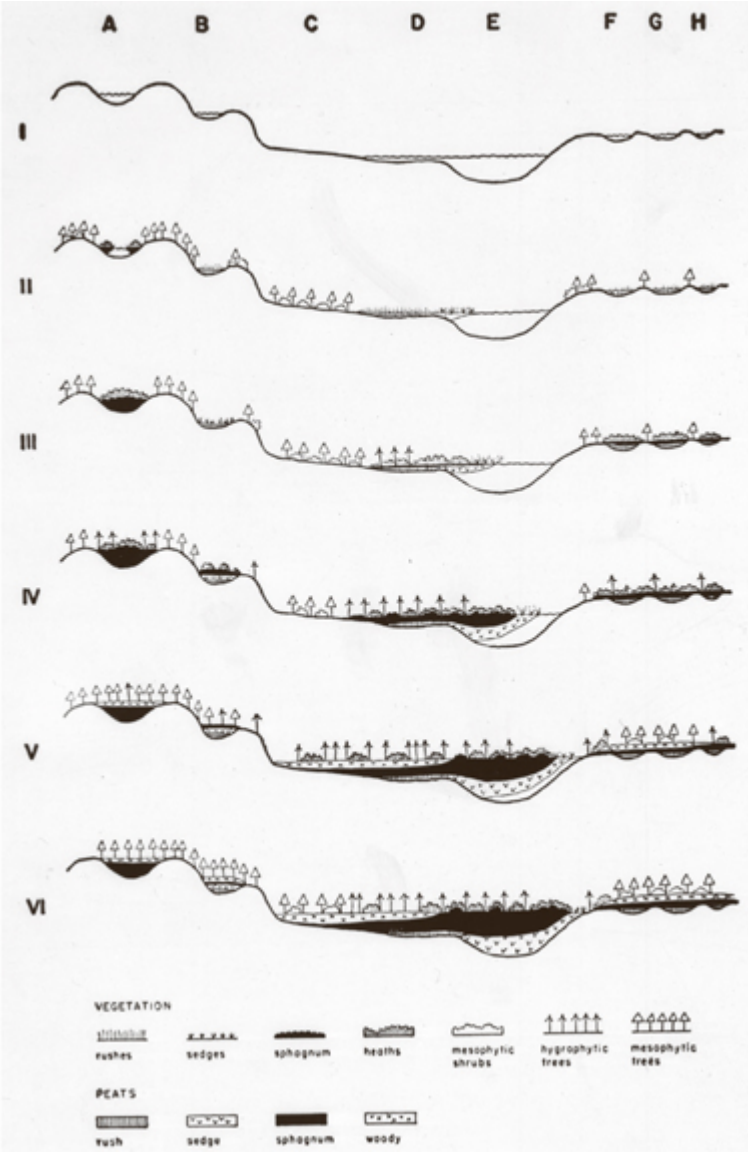 A B C D E F G H
I
II
III
IV
V
VI
VEGETATION
rushes sedges sphagnum heaths mesophytic hygrophytic mesophytic
shrubs trees trees
PEATS
rush sedge sphagnum woody